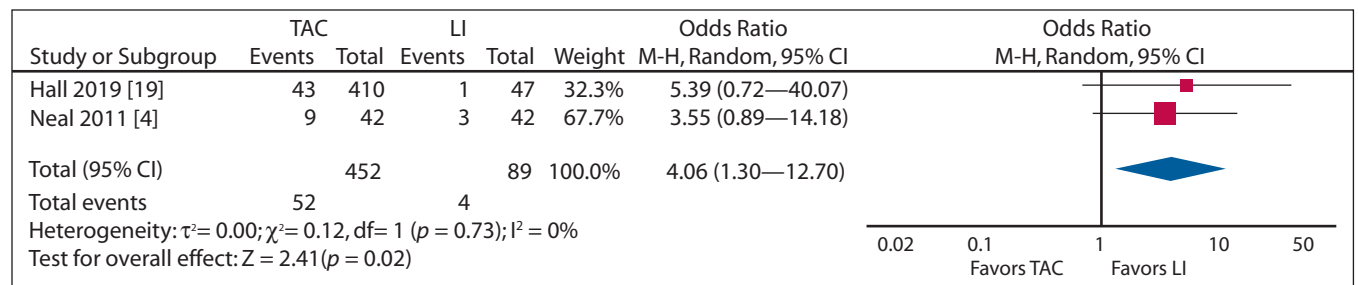 TAC LI Odds Ratio Odds Ratio
Study or Subgroup Events Total Events Total Weight M-H, Random, 95% CI M-H, Random, 95% CI
Hall 2019 [19] 43 410 1 47 32.3% 5.39 (0.72—40.07)
Neal 2011 [4] 9 42 3 42 67.7% 3.55 (0.89—14.18)
Total (95% CI) 452 89 100.0% 4.06 (1.30—12.70)
Total events 52 4
Heterogeneity: τ²= 0.00; χ²= 0.12, df= 1 (p = 0.73); I² = 0%
Test for overall effect: Z = 2.41(p = 0.02)
0.02 0.1 1 10 50
Favors TAC Favors LI